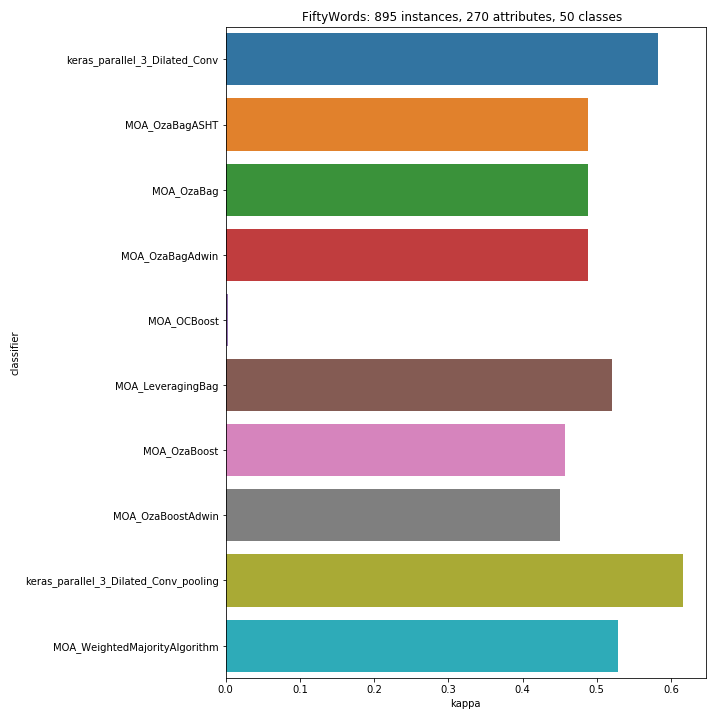 FiftyWords: 895 instances, 270 attributes, 50 classes
classifier
keras_parallel_3_Dilated_Conv
MOA_OzaBagASHT
MOA_OzaBag
MOA_OzaBagAdwin
MOA_OCBoost
MOA_LeveragingBag
MOA_OzaBoost
MOA_OzaBoostAdwin
keras_parallel_3_Dilated_Conv_pooling
MOA_WeightedMajorityAlgorithm
0.0 0.1 0.2 0.3 0.4 0.5 0.6
kappa